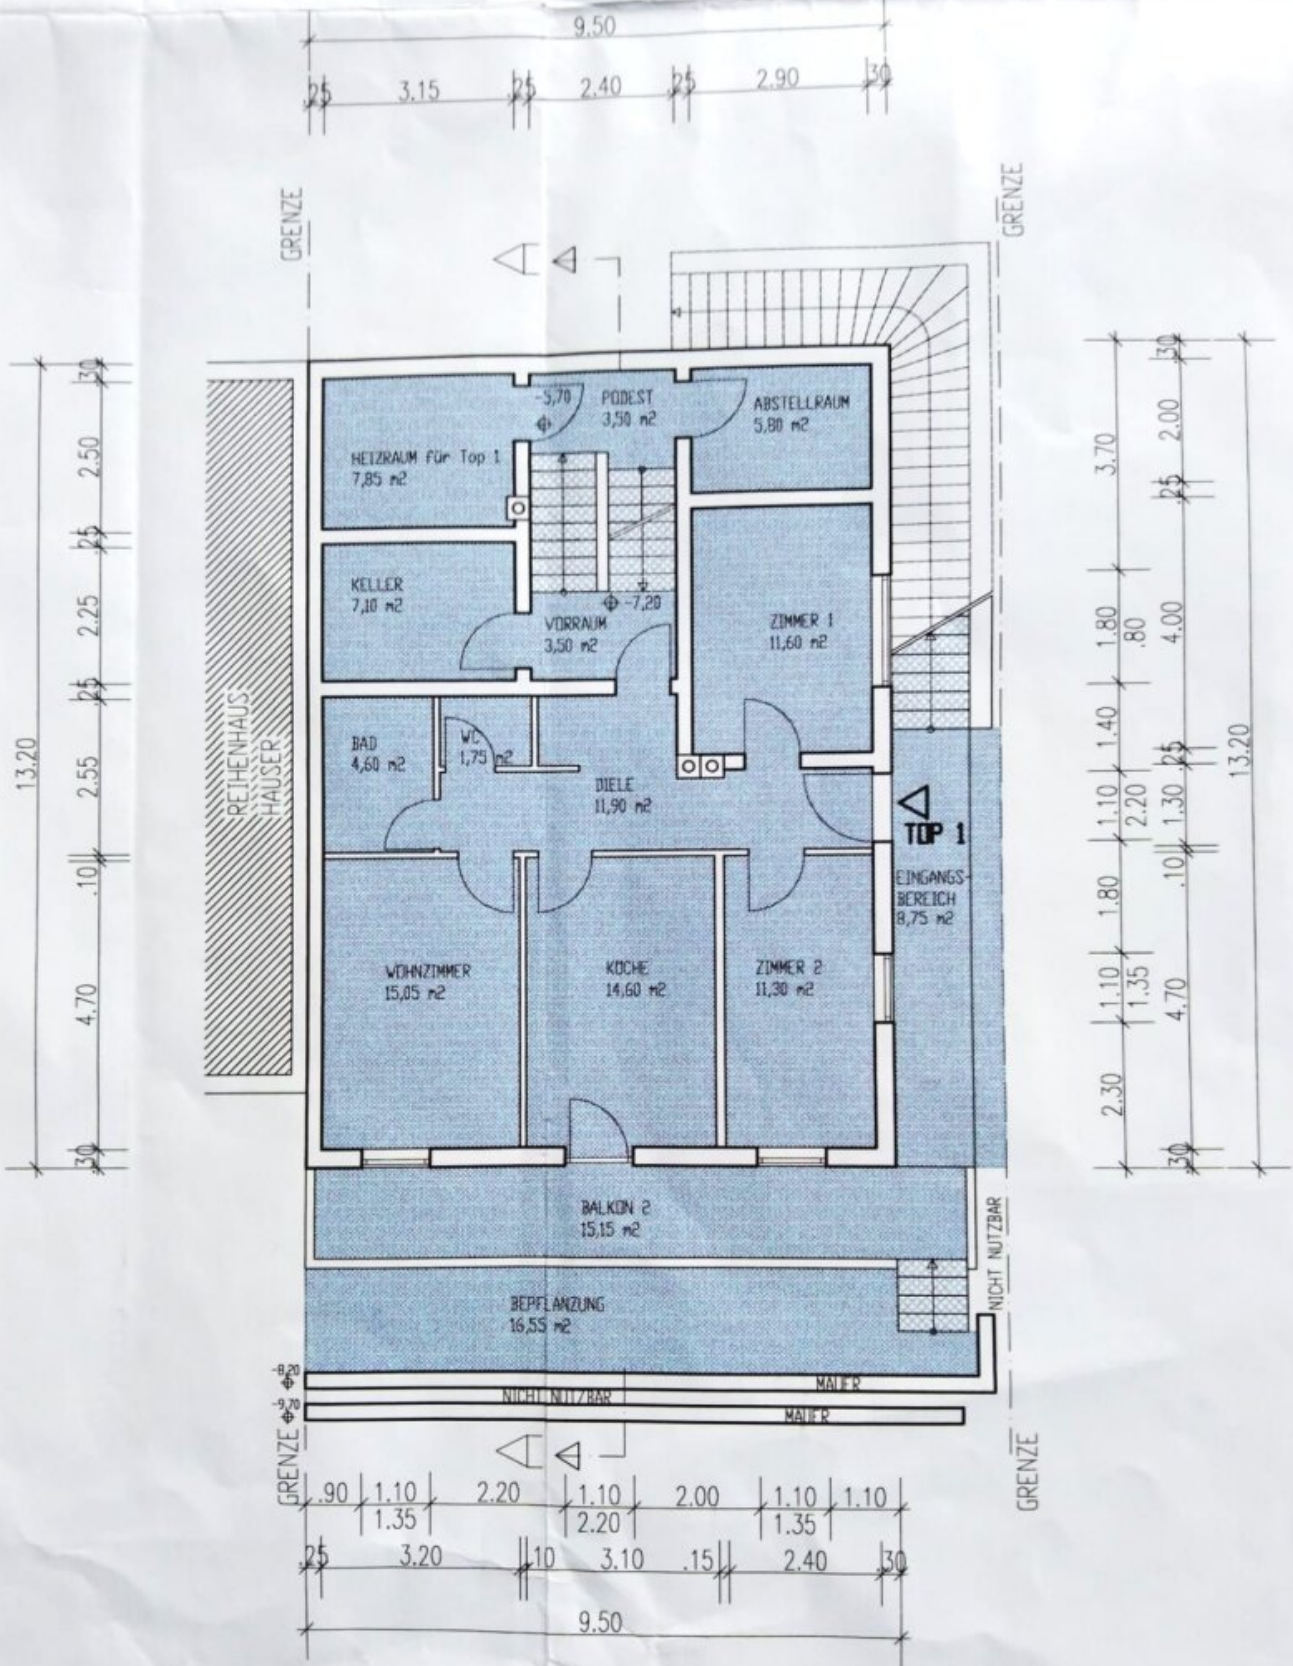 9.50
.25 3.15 .25 2.40 .25 2.90 .30
GRENZE
GRENZE
-5,70
PODEST
3,50 m2
ABSTELLRAUM
5,80 m2
HEIZRAUM für Top 1
7,85 m2
KELLER
7,10 m2
-7,20
VORRAUM
3,50 m2
ZIMMER 1
11,60 m2
BAD
4,60 m2
WC
1,75 m2
DIELE
11,90 m2
TOP 1
EINGANGS-
BEREICH
8,75 m2
WOHNZIMMER
15,05 m2
KÜCHE
14,60 m2
ZIMMER 2
11,30 m2
REIHENHAUS
HÄUSER
BALKON 2
15,15 m2
BEPFLANZUNG
16,55 m2
NICHT NUTZBAR
-8,20
MAUER
NICHT NUTZBAR
-9,70
MAUER
GRENZE
GRENZE
13.20
.30 2.50 .25 2.25 .25 2.55 .10 4.70 .30
3.70 1.80 1.40 1.10 1.80 1.10 2.30
.80 2.20 1.35
.30 2.00 .25 4.00 .25 1.30 .10 4.70 .30
13.20
.90 1.10 2.20 1.10 2.00 1.10 1.10
1.35 2.20 1.35
.25 3.20 .10 3.10 .15 2.40 .30
9.50